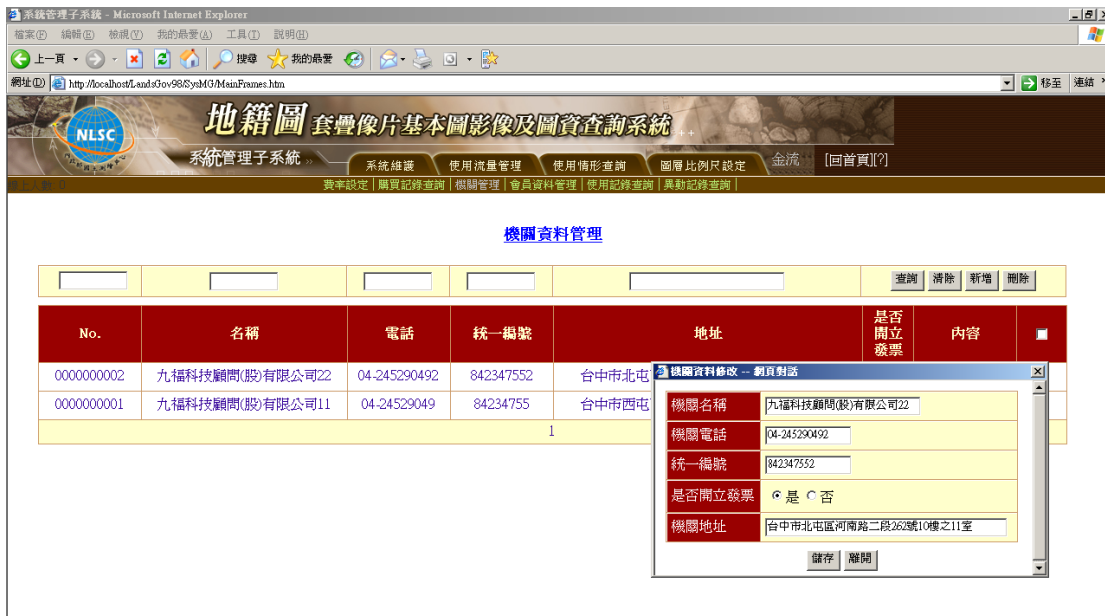 系統管理子系統 - Microsoft Internet Explorer
檔案(F) 編輯(E) 檢視(V) 我的最愛(A) 工具(T) 說明(H)
上一頁 搜尋 我的最愛
網址(D) http://localhost/LandsGov98/SysMG/MainFrames.htm 移至 連結
NLSC
地籍圖 套疊像片基本圖影像及圖資查詢系統
系統管理子系統 » 系統維護 使用流量管理 使用情形查詢 圖層比例尺設定 金流 [回首頁][?]
線上人數: 0 費率設定 | 購買記錄查詢 | 機關管理 | 會員資料管理 | 使用記錄查詢 | 異動記錄查詢 |
機關資料管理
查詢 清除 新增 刪除
No. 名稱 電話 統一編號 地址 是否開立發票 內容
0000000002 九福科技顧問(股)有限公司22 04-245290492 842347552 台中市北屯
0000000001 九福科技顧問(股)有限公司11 04-24529049 84234755 台中市西屯
1
機關資料修改 -- 網頁對話
機關名稱 九福科技顧問(股)有限公司22
機關電話 04-245290492
統一編號 842347552
是否開立發票 是 否
機關地址 台中市北屯區河南路二段262號10樓之11室
儲存 離開